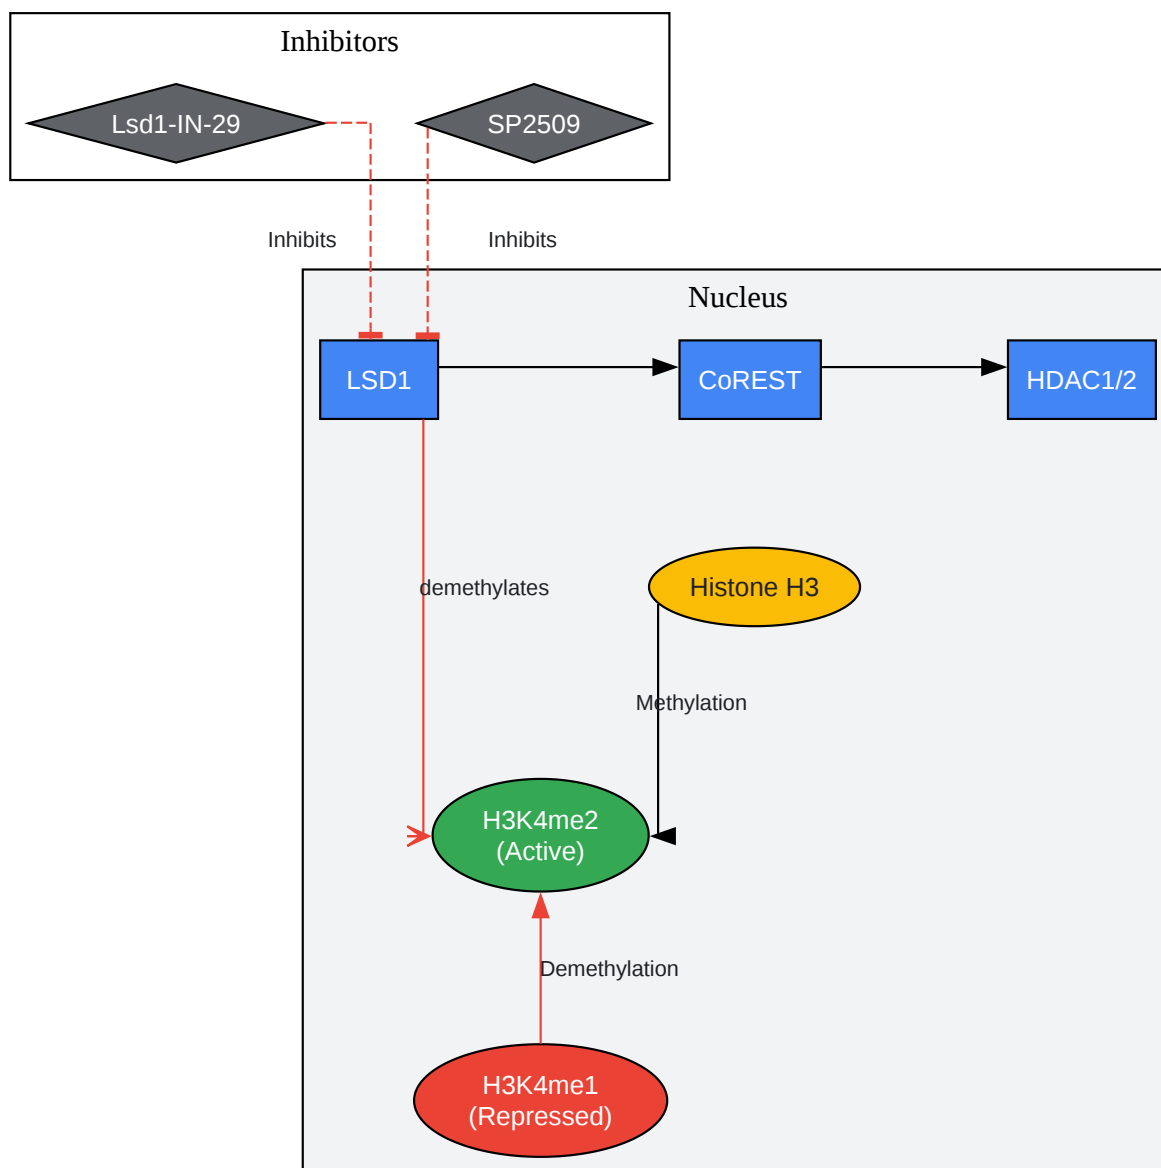 Inhibitors
Lsd1-IN-29
SP2509
Inhibits
Inhibits
Nucleus
LSD1
CoREST
HDAC1/2
demethylates
Histone H3
Methylation
H3K4me2
(Active)
Demethylation
H3K4me1
(Repressed)